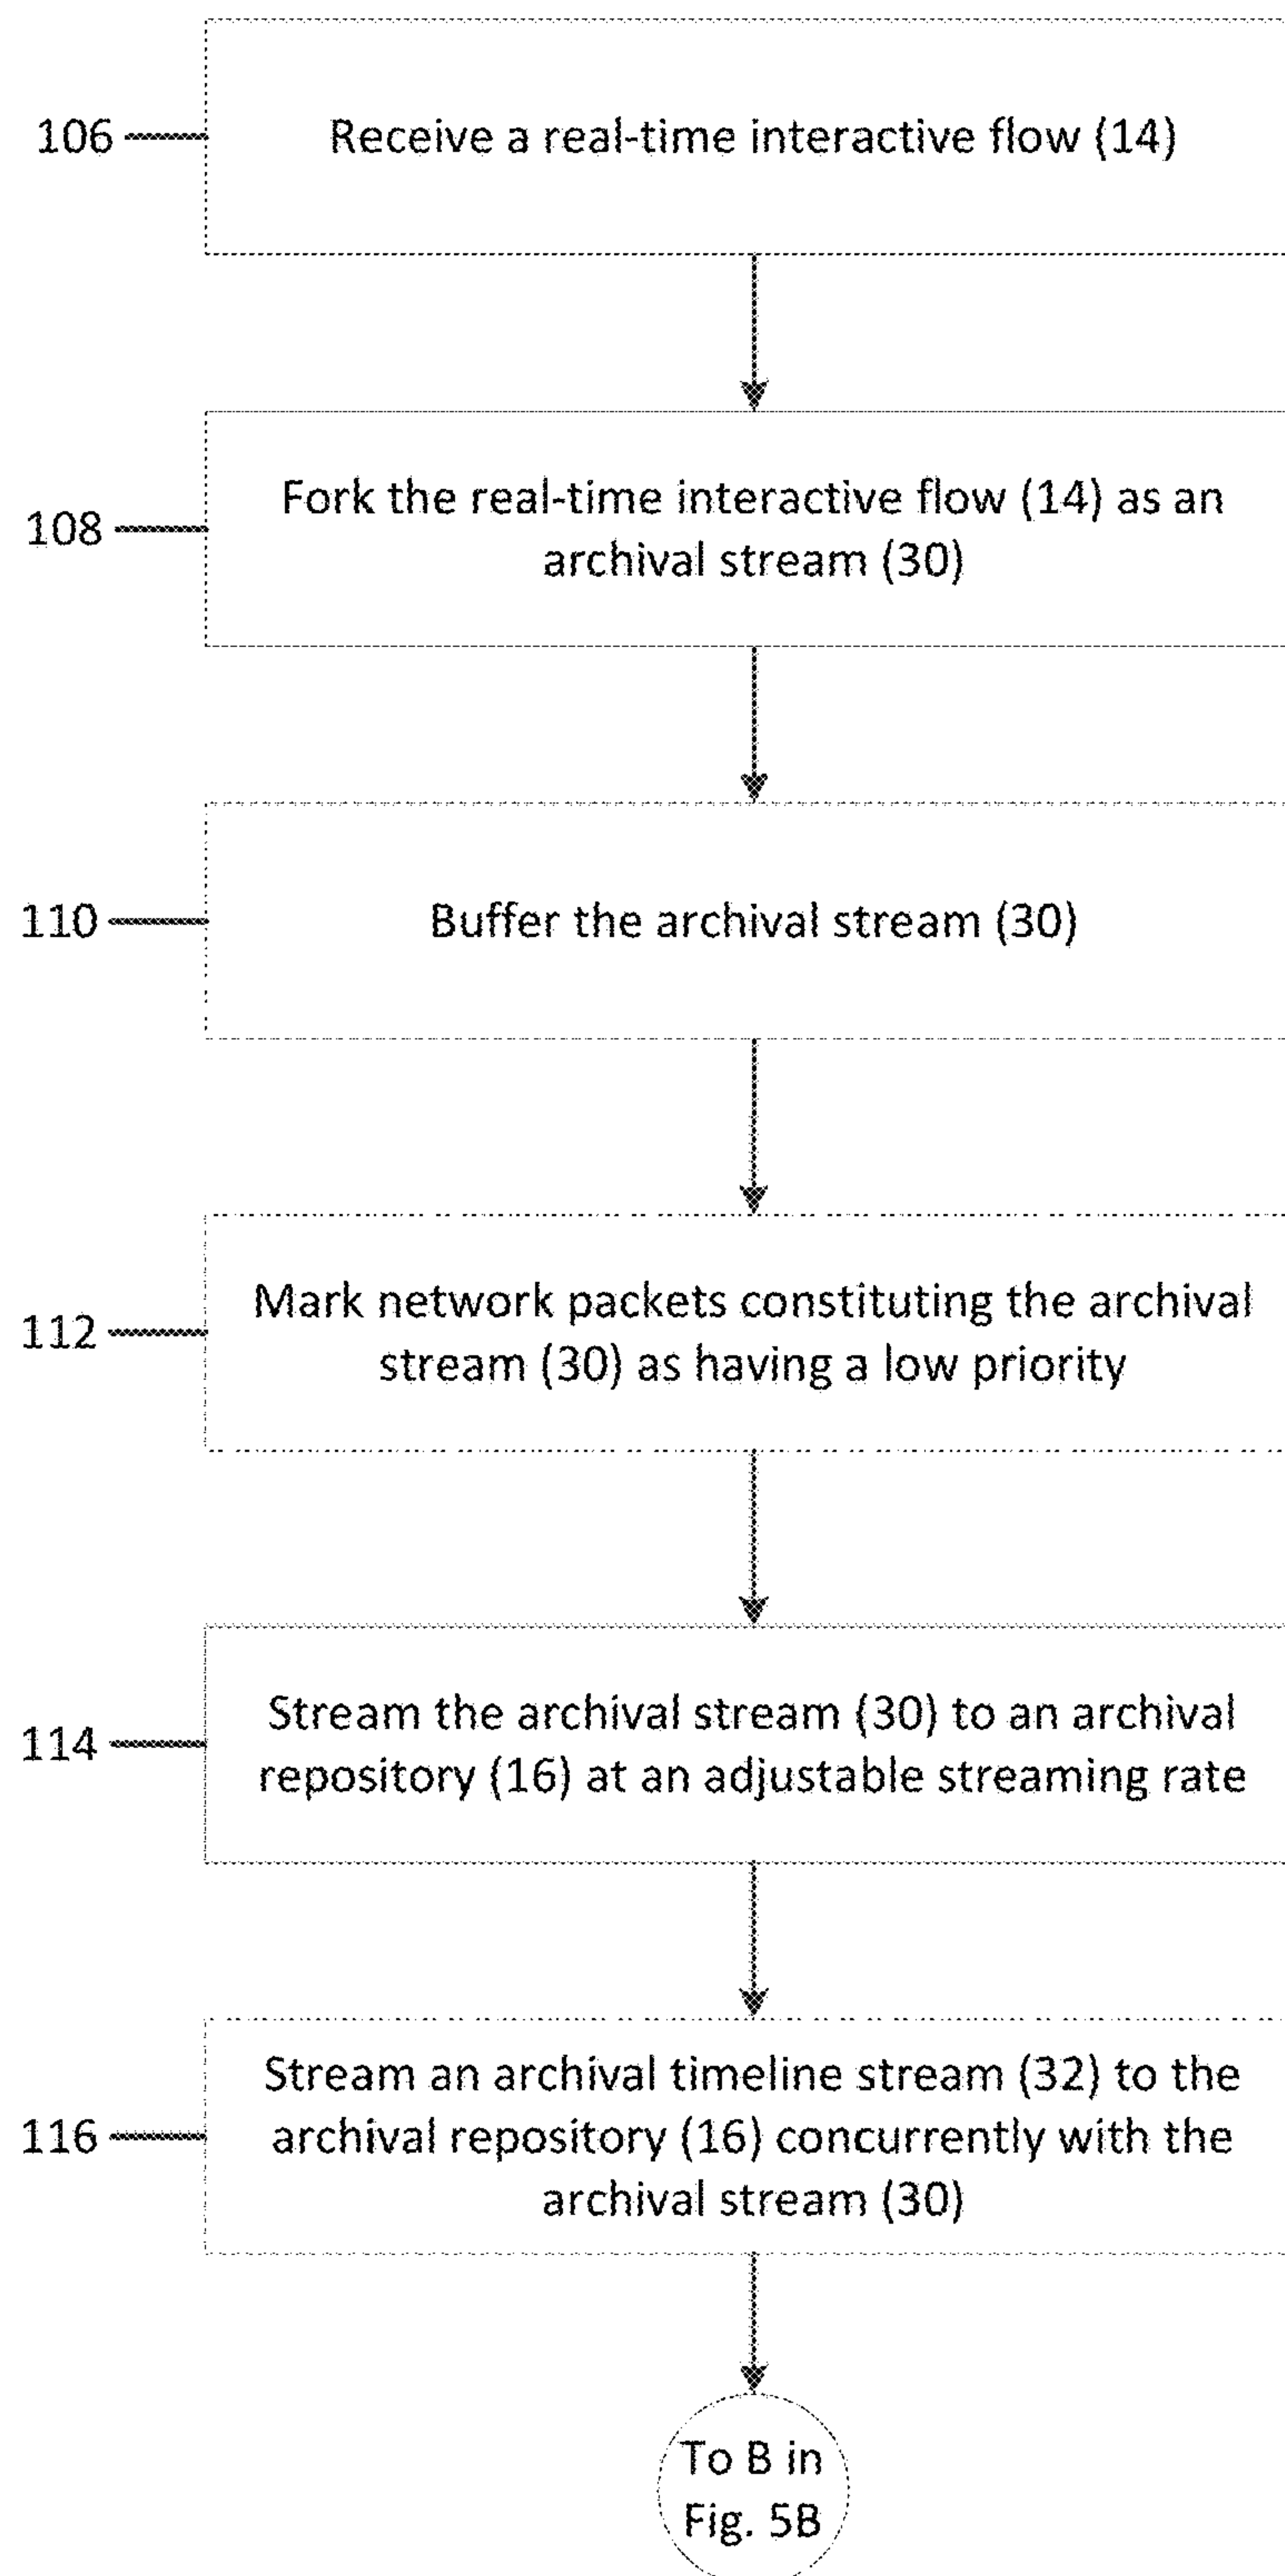 106
Receive a real-time interactive flow (14)
108
Fork the real-time interactive flow (14) as an
archival stream (30)
110
Buffer the archival stream (30)
112
Mark network packets constituting the archival
stream (30) as having a low priority
114
Stream the archival stream (30) to an archival
repository (16) at an adjustable streaming rate
116
Stream an archival timeline stream (32) to the
archival repository (16) concurrently with the
archival stream (30)
To B in
Fig. 5B